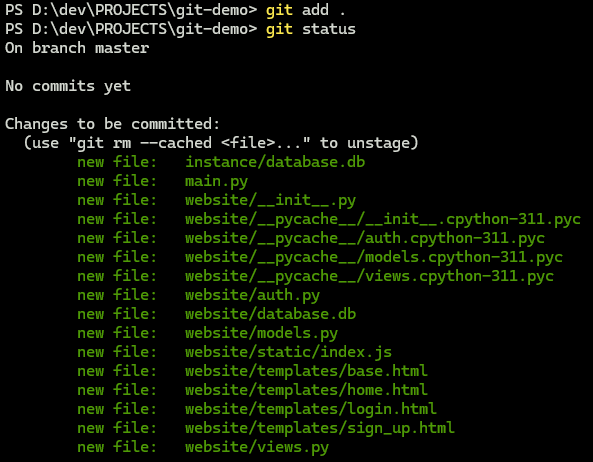 PS D:\dev\PROJECTS\git-demo> git add .
PS D:\dev\PROJECTS\git-demo> git status
On branch master

No commits yet

Changes to be committed:
  (use "git rm --cached <file>..." to unstage)
        new file:   instance/database.db
        new file:   main.py
        new file:   website/__init__.py
        new file:   website/__pycache__/__init__.cpython-311.pyc
        new file:   website/__pycache__/auth.cpython-311.pyc
        new file:   website/__pycache__/models.cpython-311.pyc
        new file:   website/__pycache__/views.cpython-311.pyc
        new file:   website/auth.py
        new file:   website/database.db
        new file:   website/models.py
        new file:   website/static/index.js
        new file:   website/templates/base.html
        new file:   website/templates/home.html
        new file:   website/templates/login.html
        new file:   website/templates/sign_up.html
        new file:   website/views.py